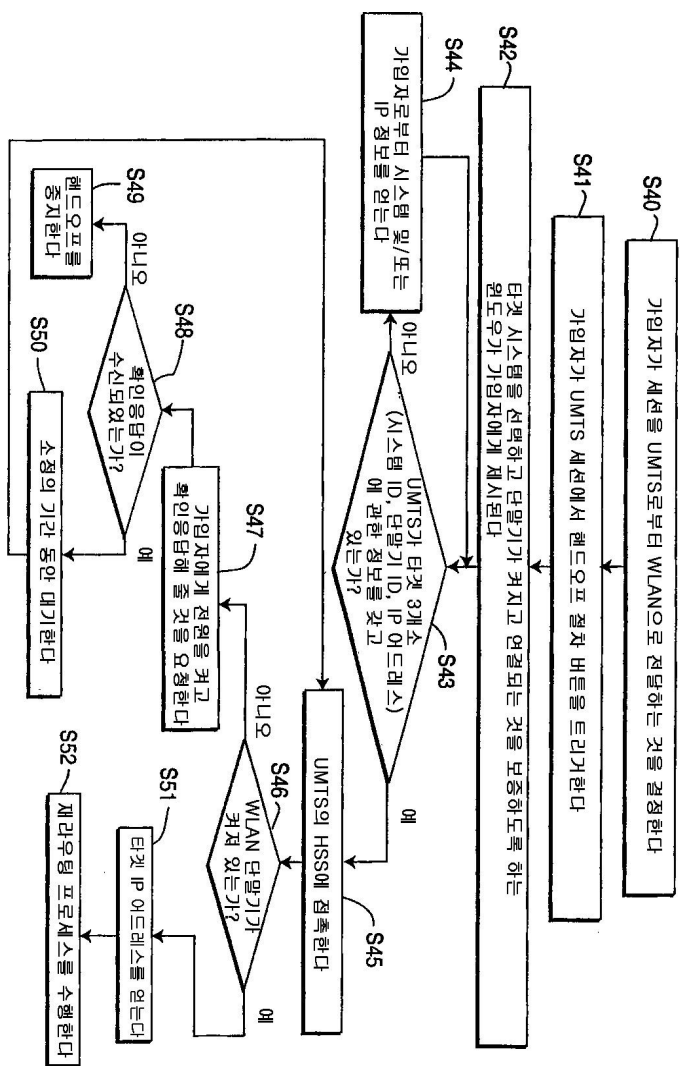 S40
가입자가 세션을 UMTS로부터 WLAN으로 전달하는 것을 결정한다
S41
가입자가 UMTS 세션에서 핸드오프 절차 버튼을 트리거한다
S42
타겟 시스템을 선택하고 단말기가 켜지고 연결되는 것을 보증하도록 하는
윈도우가 가입자에게 제시된다
S43
UMTS가 타겟 3개소
(시스템 ID, 단말기 ID, IP 어드레스)
에 관한 정보를 갖고
있는가?
아니오
예
S44
가입자로부터 시스템 및/또는
IP 정보를 얻는다
S45
UMTS의 HSS에 접촉한다
S46
WLAN 단말기가
켜져 있는가?
아니오
예
S47
가입자에게 전원을 켜고
확인응답해 줄 것을 요청한다
S48
확인응답이
수신되었는가?
아니오
예
S49
핸드오프를
중지한다
S50
소정의 기간 동안 대기한다
S51
타겟 IP 어드레스를 얻는다
S52
재라우팅 프로세스를 수행한다